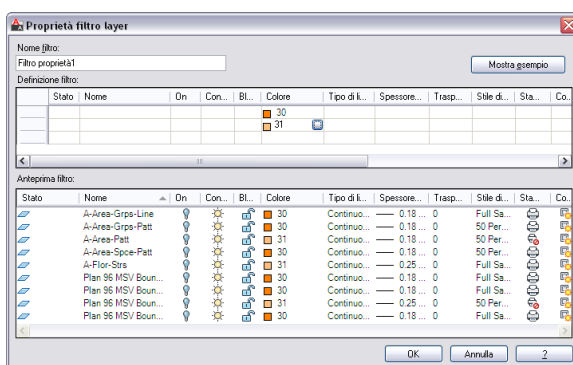 Proprietà filtro layer
Nome filtro:
Filtro proprietà1
Mostra esempio
Definizione filtro:
Stato Nome On Con... Bl... Colore Tipo di li... Spessore... Trasp... Stile di... Sta... Co...
30
31
Anteprima filtro:
Stato Nome On Con... Bl... Colore Tipo di li... Spessore... Trasp... Stile di... Sta... Co...
A-Area-Grps-Line 30 Continuo... 0.18 ... 0 Full Sa...
A-Area-Grps-Patt 30 Continuo... 0.18 ... 0 50 Per...
A-Area-Patt 31 Continuo... 0.18 ... 0 50 Per...
A-Area-Spce-Patt 30 Continuo... 0.18 ... 0 50 Per...
A-Flor-Strs 31 Continuo... 0.25 ... 0 Full Sa...
Plan 96 MSV Boun... 30 Continuo... 0.18 ... 0 Full Sa...
Plan 96 MSV Boun... 30 Continuo... 0.18 ... 0 Full Sa...
Plan 96 MSV Boun... 31 Continuo... 0.25 ... 0 50 Per...
Plan 96 MSV Boun... 30 Continuo... 0.18 ... 0 Full Sa...
OK Annulla ?